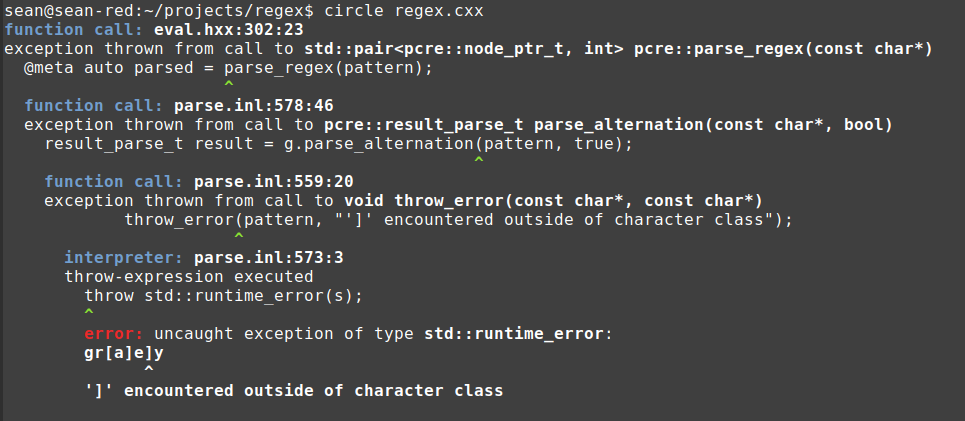 sean@sean-red:~/projects/regex$ circle regex.cxx
function call: eval.hxx:302:23
exception thrown from call to std::pair<pcre::node_ptr_t, int> pcre::parse_regex(const char*)
  @meta auto parsed = parse_regex(pattern);
                      ^
  function call: parse.inl:578:46
  exception thrown from call to pcre::result_parse_t parse_alternation(const char*, bool)
    result_parse_t result = g.parse_alternation(pattern, true);
                                               ^
    function call: parse.inl:559:20
    exception thrown from call to void throw_error(const char*, const char*)
            throw_error(pattern, "']' encountered outside of character class");
                       ^
      interpreter: parse.inl:573:3
      throw-expression executed
        throw std::runtime_error(s);
        ^
        error: uncaught exception of type std::runtime_error:
        gr[a]e]y
              ^
        ']' encountered outside of character class